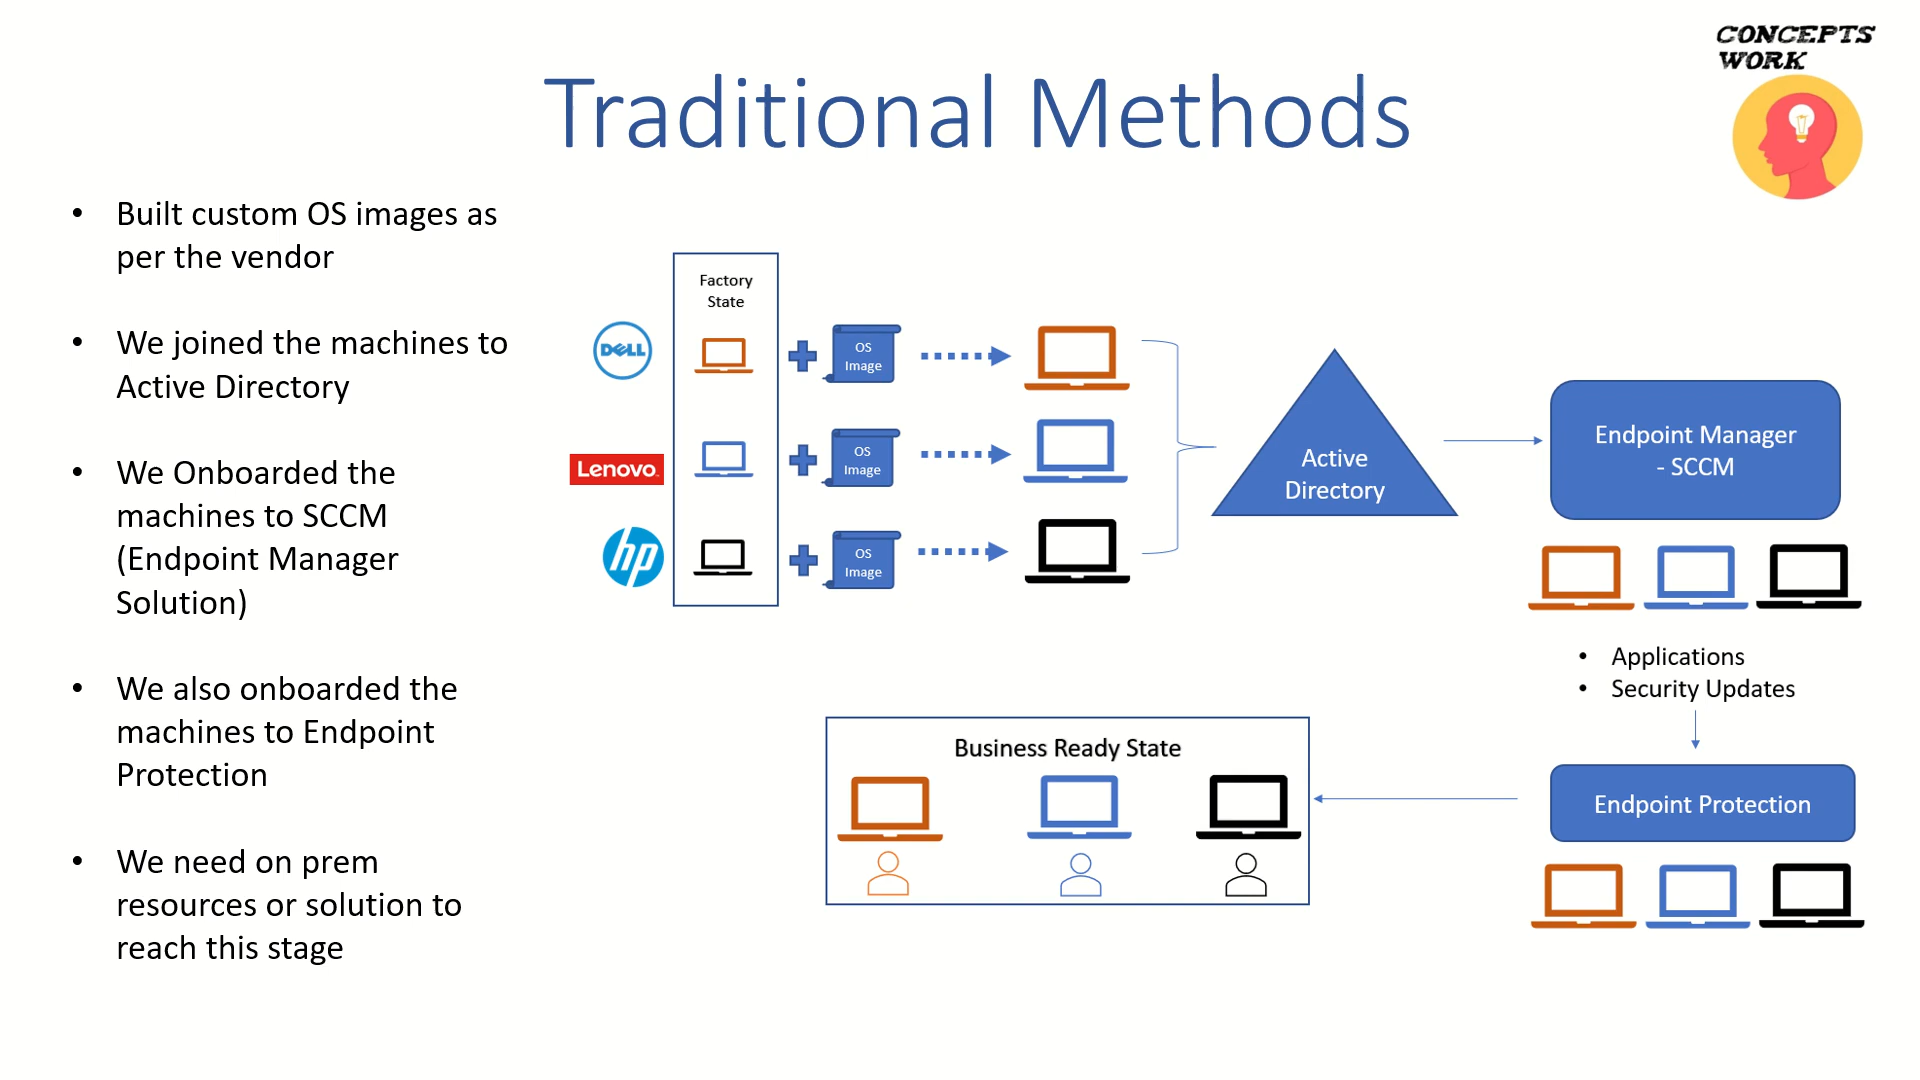 CONCEPTS
WORK
Traditional Methods
• Built custom OS images as
per the vendor
• We joined the machines to
Active Directory
• We Onboarded the
machines to SCCM
(Endpoint Manager
Solution)
• We also onboarded the
machines to Endpoint
Protection
• We need on prem
resources or solution to
reach this stage
Factory
State
DELL
OS
Image
Lenovo
OS
Image
hp
OS
Image
Active
Directory
Endpoint Manager
- SCCM
• Applications
• Security Updates
Endpoint Protection
Business Ready State